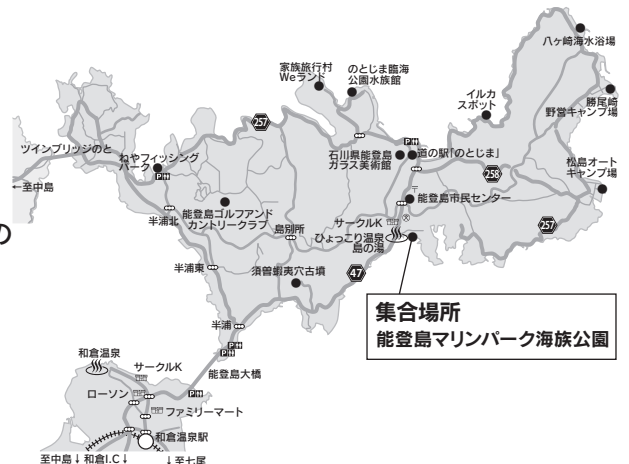 八ヶ崎海水浴場
家族旅行村
Weランド
のとじま臨海
公園水族館
イルカ
スポット
勝尾崎
野営キャンプ場
257
ツインブリッジのと
ねやフィッシング
パーク
石川県能登島
ガラス美術館
道の駅「のとじま」
258
松島オート
キャンプ場
←至中島
能登島市民センター
半浦北
能登島ゴルフアンド
カントリークラブ
島別所
サークルK
ひょっこり温泉
島の湯
257
の
半浦東
須曽蝦夷穴古墳
47
集合場所
能登島マリンパーク海族公園
半浦
和倉温泉
サークルK
能登島大橋
ローソン
ファミリーマート
和倉温泉駅
至中島↓ 和倉I.C↓ ↓至七尾